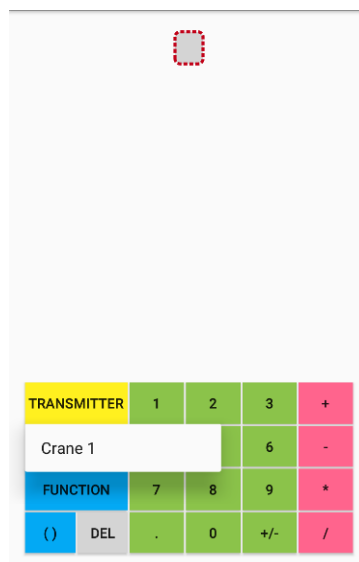 TRANSMITTER 1 2 3 +
Crane 1 6 -
FUNCTION 7 8 9 *
( ) DEL . 0 +/- /